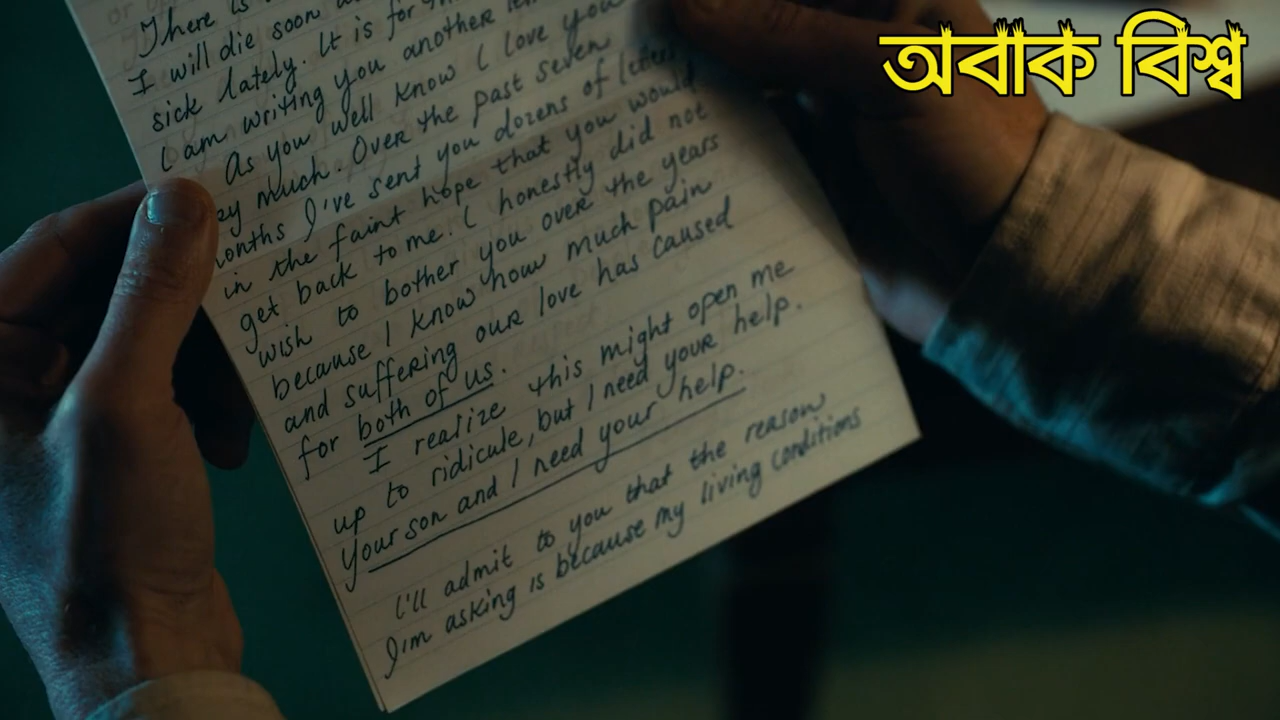 অবাক বিশ্ব
There is
I will die soon
sick lately. It is for
I am writing you another
As you well know I love you
much. Over the past seven
months I've sent you dozens of letters
in the faint hope that you would
get back to me. I honestly did not
wish to bother you over the years
because I know how much pain
and suffering our love has caused
for both of us.
I realize this might open me
up to ridicule, but I need your help.
Your son and I need your help.
I'll admit to you that the reason
I'm asking is because my living conditions